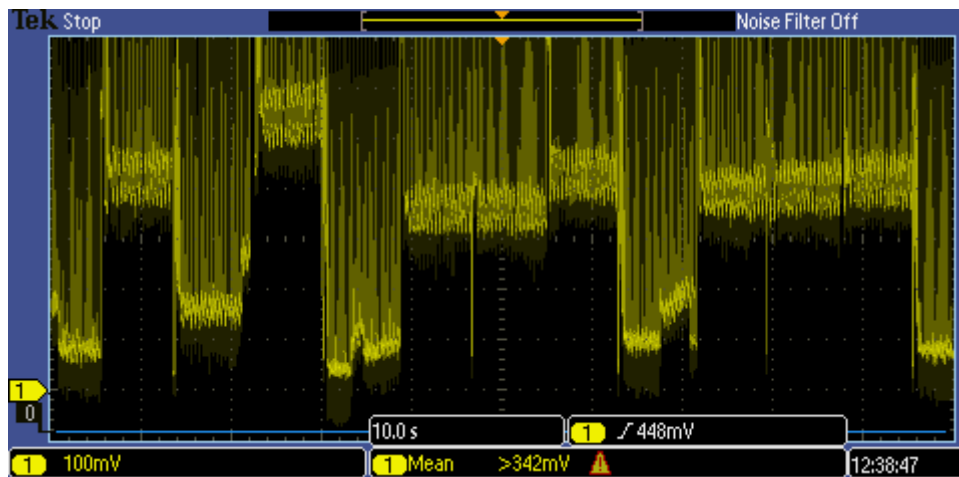 Tek Stop
Noise Filter Off
1
0
10.0 s
1 448mV
1 100mV
1 Mean >342mV
12:38:47